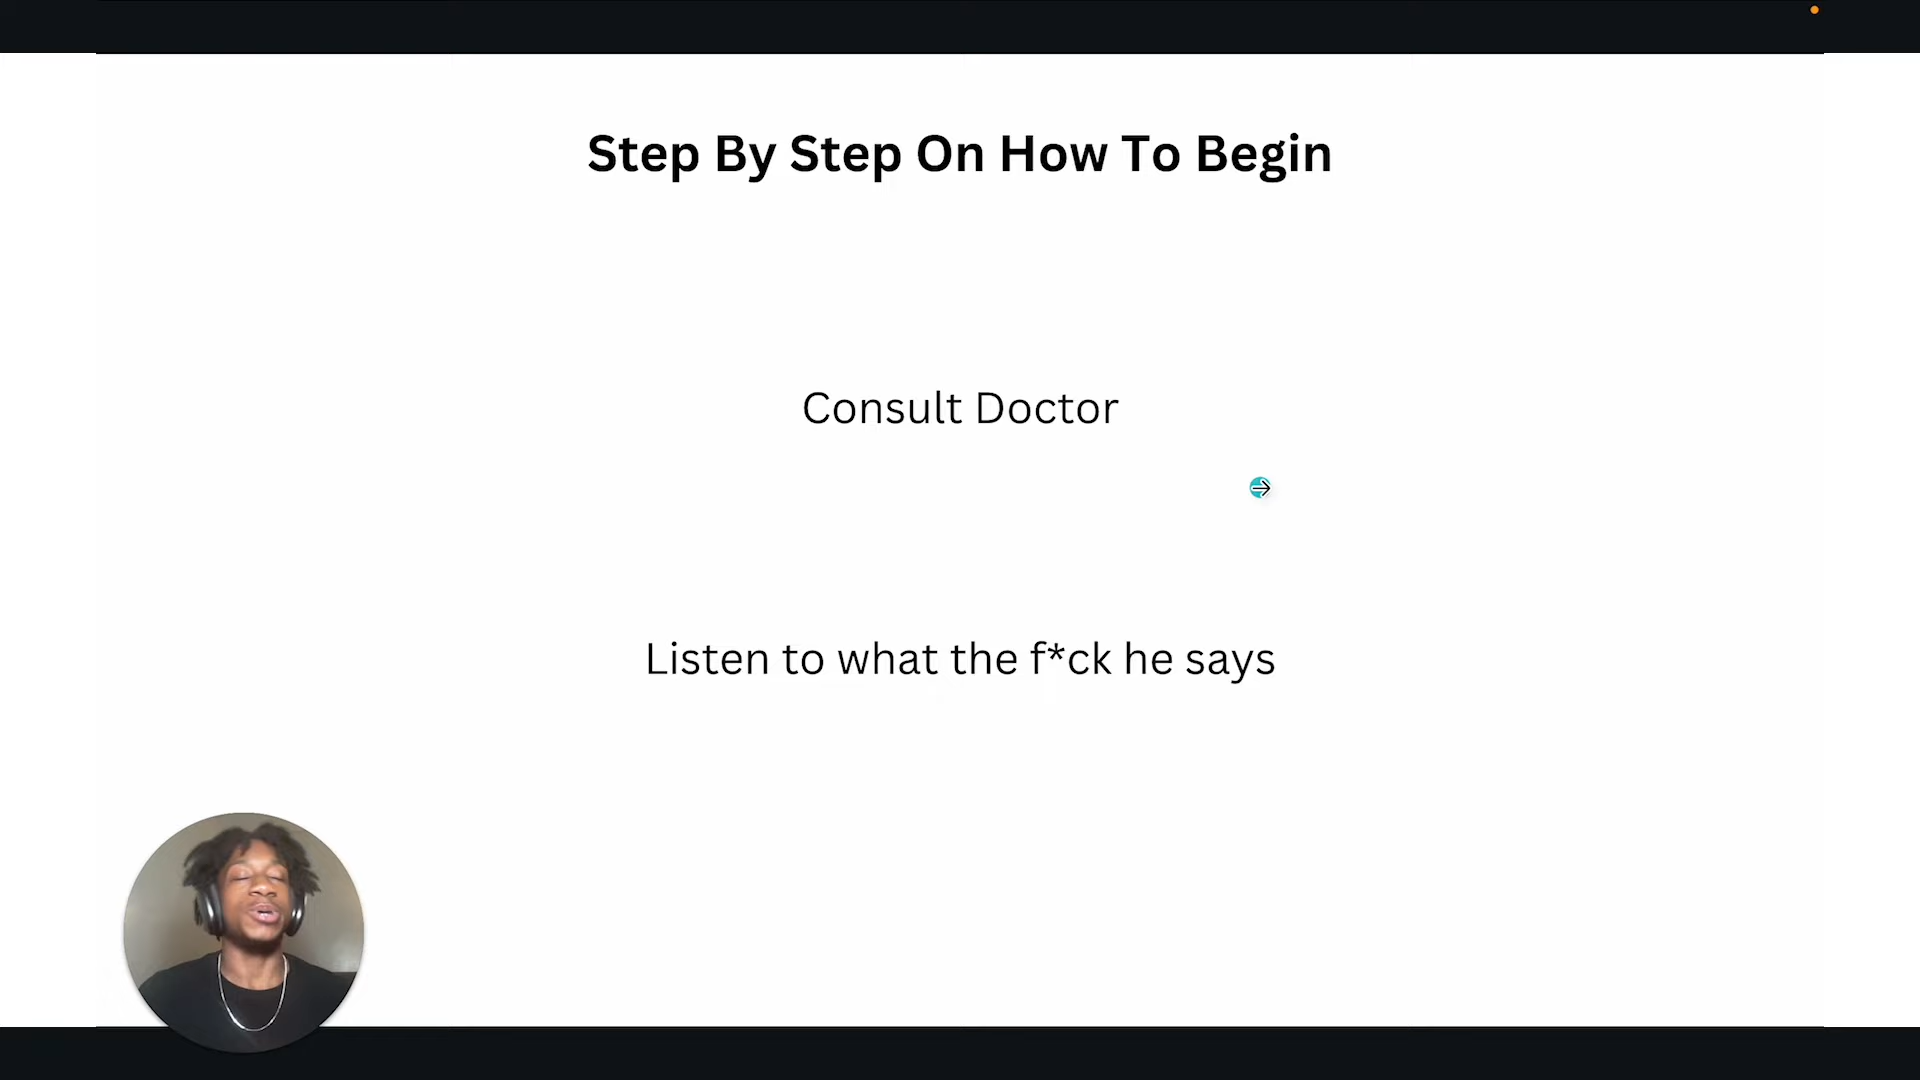 Step By Step On How To Begin
Consult Doctor
Listen to what the f*ck he says